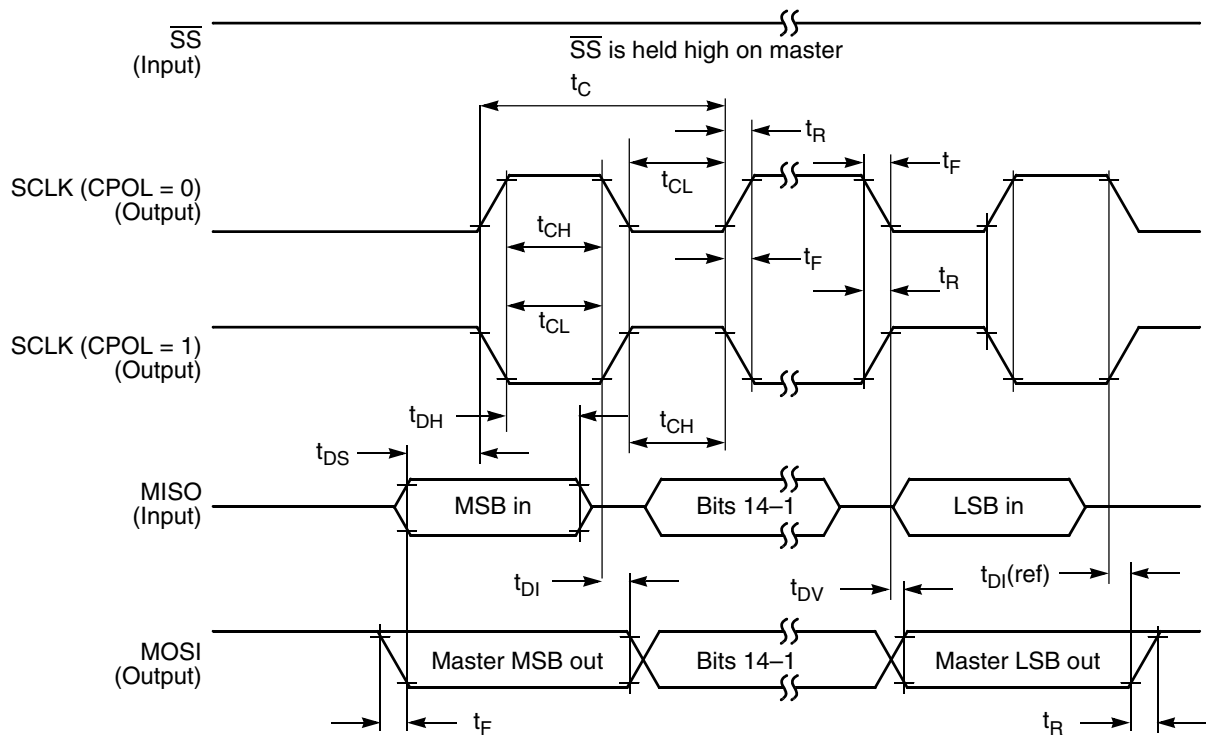 SS
(Input)
SS is held high on master
tC
tR
tF
SCLK (CPOL = 0)
(Output)
tCL
tCH
tF
tR
tCL
SCLK (CPOL = 1)
(Output)
tDH
tCH
tDS
MISO
(Input)
MSB in
Bits 14–1
LSB in
tDI
tDV
tDI(ref)
MOSI
(Output)
Master MSB out
Bits 14–1
Master LSB out
tF
tR